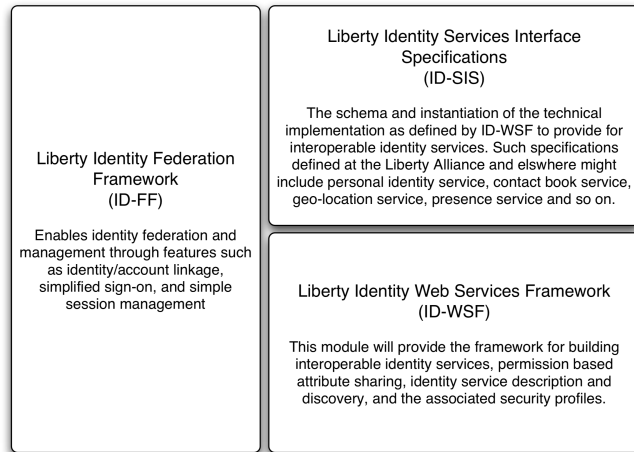 Liberty Identity Federation
Framework
(ID-FF)
Enables identity federation and
management through features such
as identity/account linkage,
simplified sign-on, and simple
session management
Liberty Identity Services Interface
Specifications
(ID-SIS)
The schema and instantiation of the technical
implementation as defined by ID-WSF to provide for
interoperable identity services. Such specifications
defined at the Liberty Alliance and elswhere might
include personal identity service, contact book service,
geo-location service, presence service and so on.
Liberty Identity Web Services Framework
(ID-WSF)
This module will provide the framework for building
interoperable identity services, permission based
attribute sharing, identity service description and
discovery, and the associated security profiles.